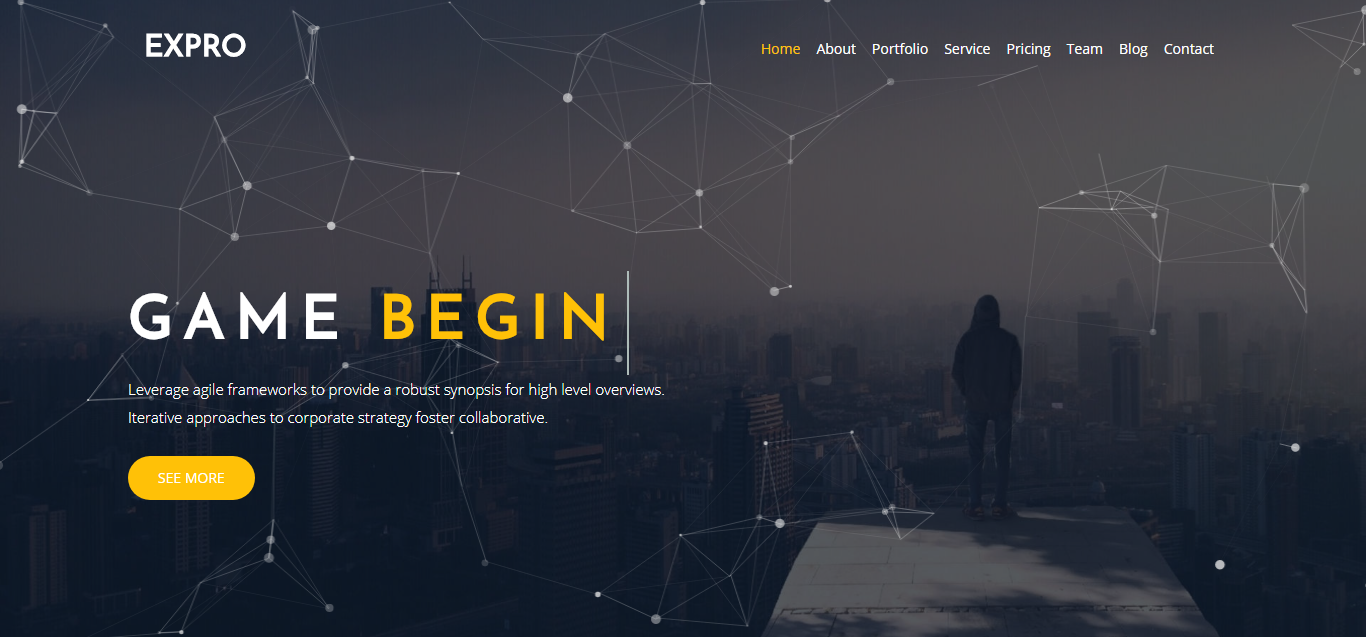 EXPRO
Home About Portfolio Service Pricing Team Blog Contact
GAME BEGIN
Leverage agile frameworks to provide a robust synopsis for high level overviews.
Iterative approaches to corporate strategy foster collaborative.
SEE MORE